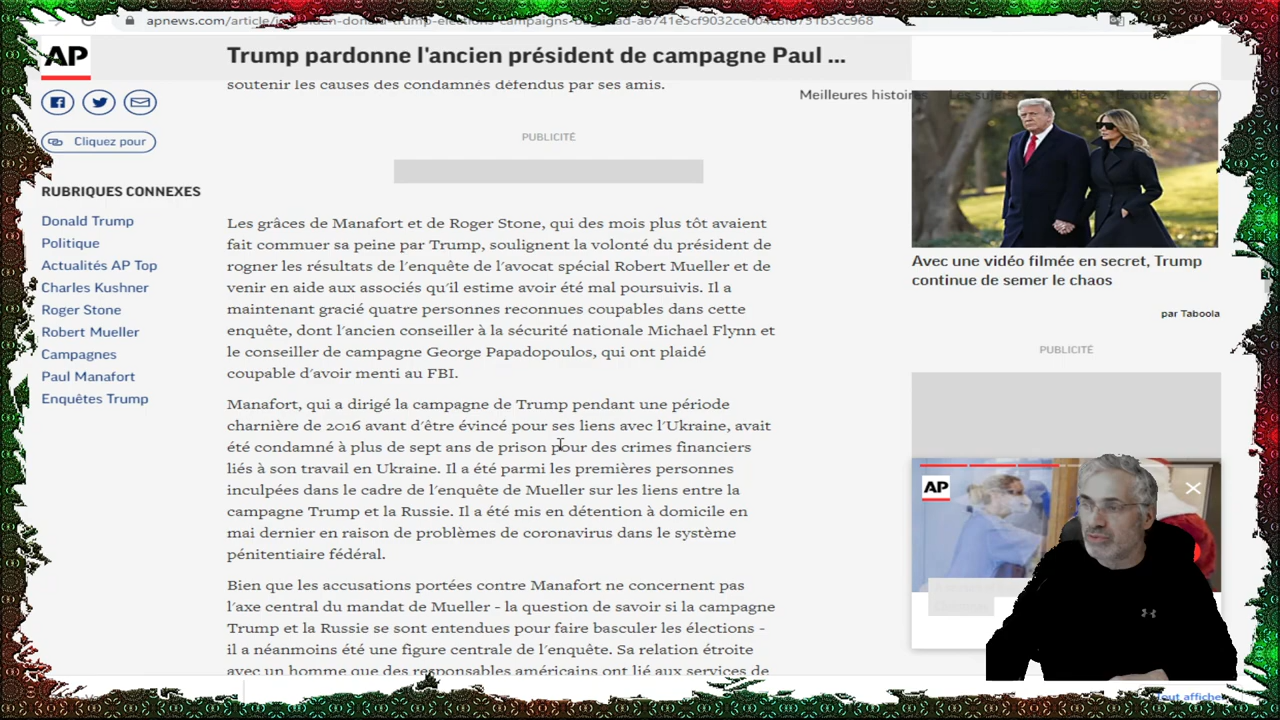 apnews.com/article/
AP
Trump pardonne l'ancien président de campagne Paul ...
soutenir les causes des condamnés défendus par ses amis.
Meilleures histoires
Cliquez pour
PUBLICITÉ
RUBRIQUES CONNEXES
Donald Trump
Politique
Actualités AP Top
Charles Kushner
Roger Stone
Robert Mueller
Campagnes
Paul Manafort
Enquêtes Trump
Les grâces de Manafort et de Roger Stone, qui des mois plus tôt avaient
fait commuer sa peine par Trump, soulignent la volonté du président de
rogner les résultats de l'enquête de l'avocat spécial Robert Mueller et de
venir en aide aux associés qu'il estime avoir été mal poursuivis. Il a
maintenant gracié quatre personnes reconnues coupables dans cette
enquête, dont l'ancien conseiller à la sécurité nationale Michael Flynn et
le conseiller de campagne George Papadopoulos, qui ont plaidé
coupable d'avoir menti au FBI.
Manafort, qui a dirigé la campagne de Trump pendant une période
charnière de 2016 avant d'être évincé pour ses liens avec l'Ukraine, avait
été condamné à plus de sept ans de prison pour des crimes financiers
liés à son travail en Ukraine. Il a été parmi les premières personnes
inculpées dans le cadre de l'enquête de Mueller sur les liens entre la
campagne Trump et la Russie. Il a été mis en détention à domicile en
mai dernier en raison de problèmes de coronavirus dans le système
pénitentiaire fédéral.
Bien que les accusations portées contre Manafort ne concernent pas
l'axe central du mandat de Mueller - la question de savoir si la campagne
Trump et la Russie se sont entendues pour faire basculer les élections -
il a néanmoins été une figure centrale de l'enquête. Sa relation étroite
avec un homme que des responsables américains ont lié aux services de
Avec une vidéo filmée en secret, Trump
continue de semer le chaos
par Taboola
PUBLICITÉ
AP
Tout affiche